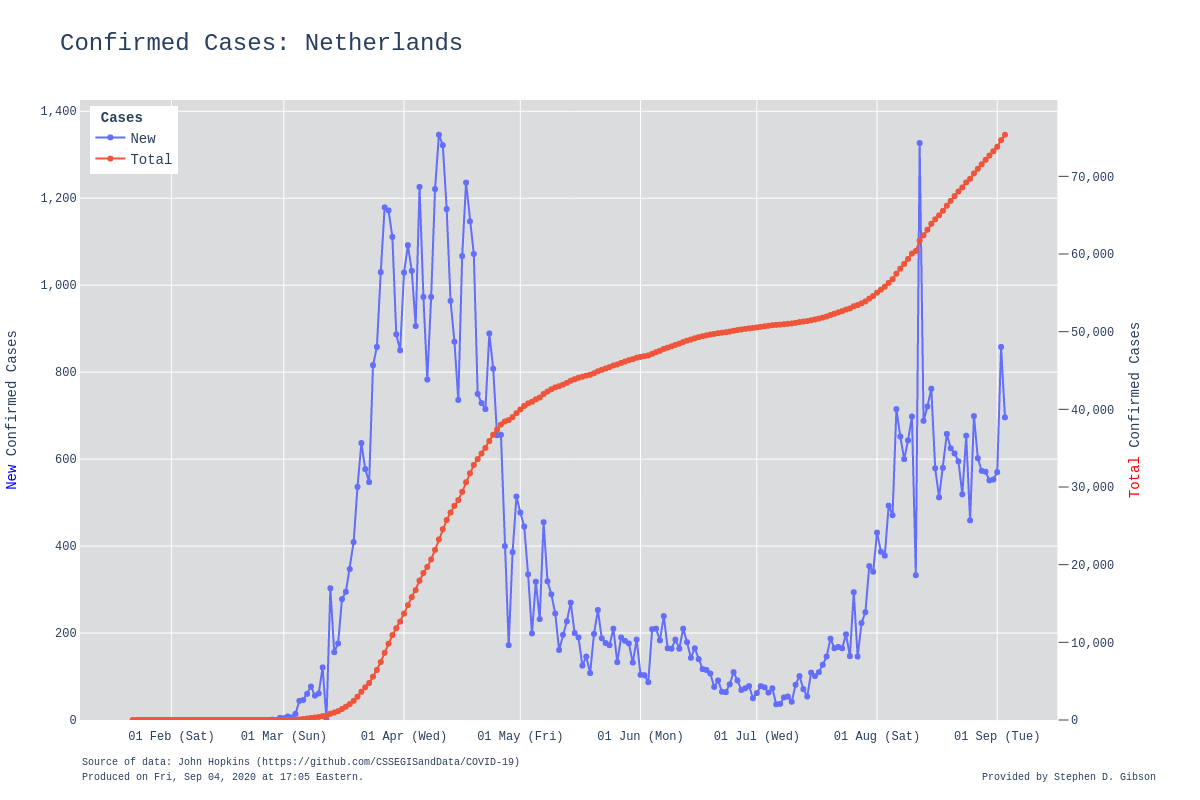 Confirmed Cases: Netherlands
Cases
New
Total
1,400
1,200
1,000
800
600
400
200
0
New Confirmed Cases
70,000
60,000
50,000
40,000
30,000
20,000
10,000
0
Total Confirmed Cases
01 Feb (Sat) 01 Mar (Sun) 01 Apr (Wed) 01 May (Fri) 01 Jun (Mon) 01 Jul (Wed) 01 Aug (Sat) 01 Sep (Tue)
Source of data: John Hopkins (https://github.com/CSSEGISandData/COVID-19)
Produced on Fri, Sep 04, 2020 at 17:05 Eastern.
Provided by Stephen D. Gibson